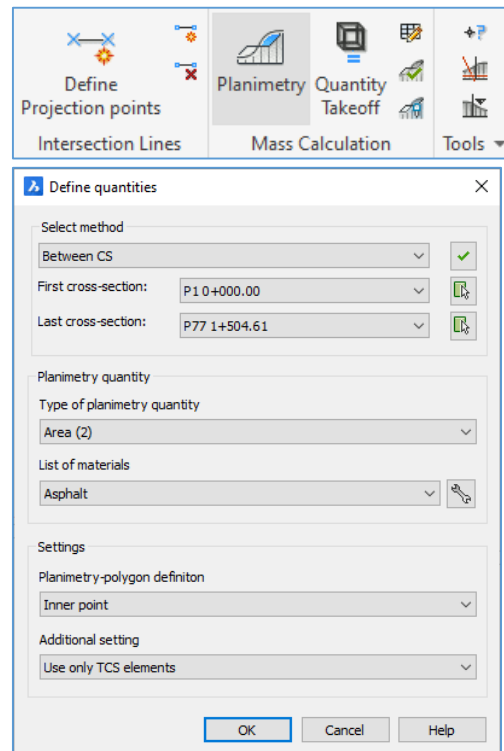 Define
Projection points
Planimetry
Quantity
Takeoff
Intersection Lines
Mass Calculation
Tools
Define quantities
Select method
Between CS
First cross-section:
P1 0+000.00
Last cross-section:
P77 1+504.61
Planimetry quantity
Type of planimetry quantity
Area (2)
List of materials
Asphalt
Settings
Planimetry-polygon definiton
Inner point
Additional setting
Use only TCS elements
OK
Cancel
Help